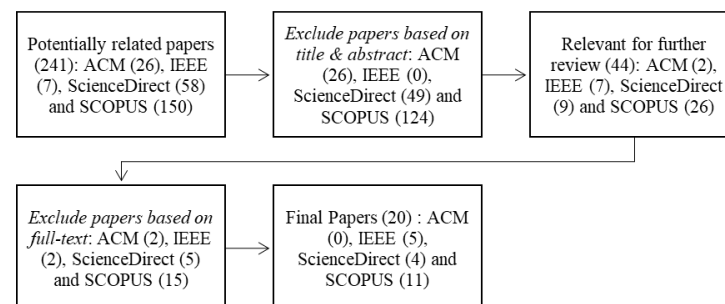 Potentially related papers
(241): ACM (26), IEEE
(7), ScienceDirect (58)
and SCOPUS (150)
Exclude papers based on
title & abstract: ACM
(26), IEEE (0),
ScienceDirect (49) and
SCOPUS (124)
Relevant for further
review (44): ACM (2),
IEEE (7), ScienceDirect
(9) and SCOPUS (26)
Exclude papers based on
full-text: ACM (2), IEEE
(2), ScienceDirect (5)
and SCOPUS (15)
Final Papers (20) : ACM
(0), IEEE (5),
ScienceDirect (4) and
SCOPUS (11)